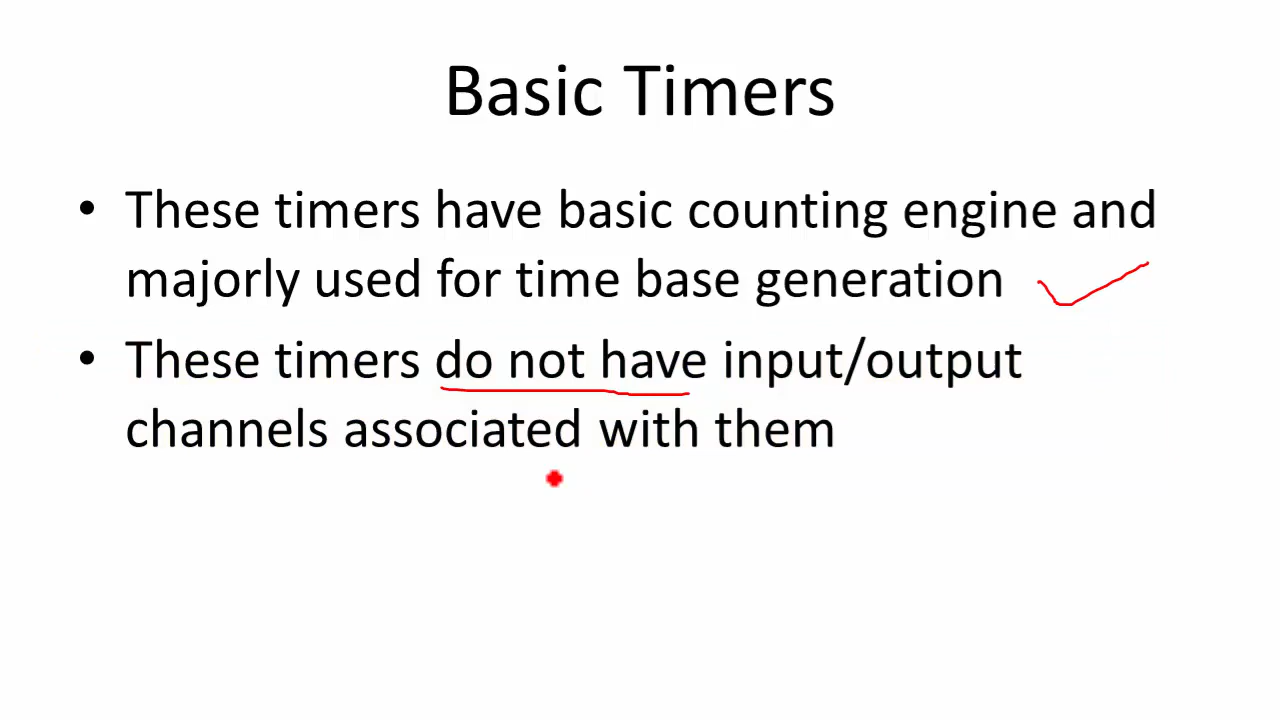 Basic Timers
• These timers have basic counting engine and
majorly used for time base generation
• These timers do not have input/output
channels associated with them